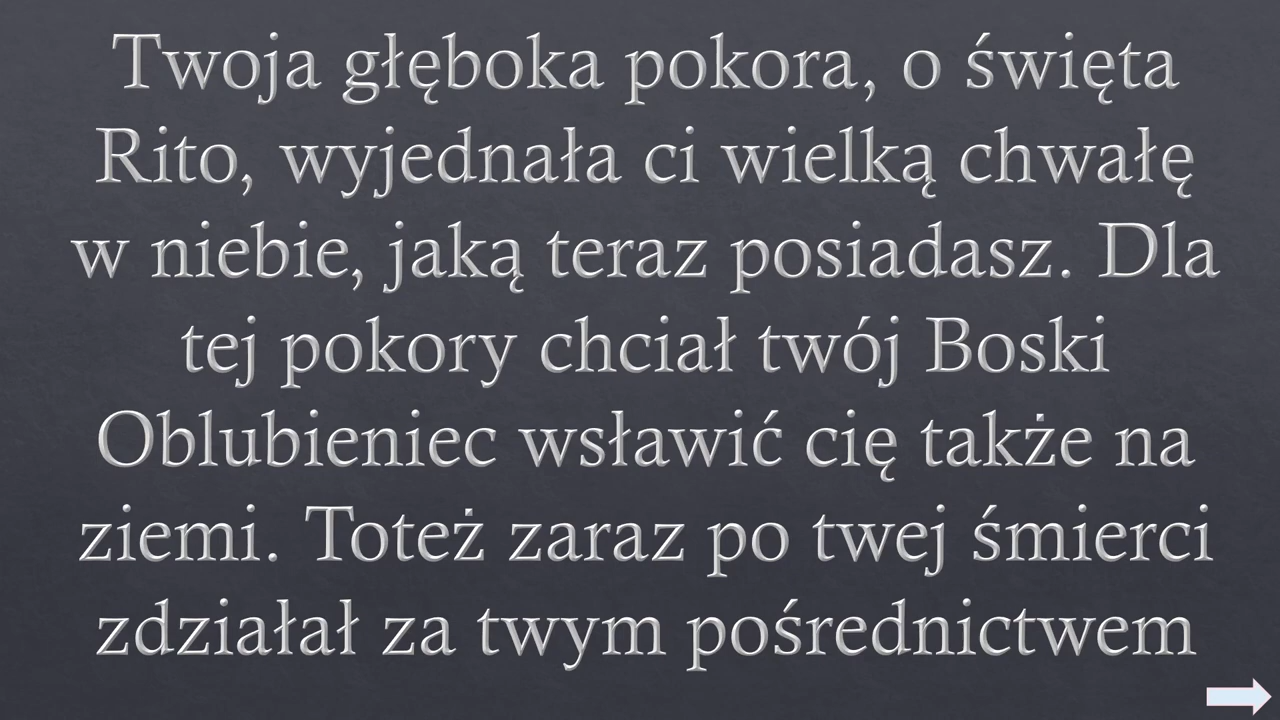 Twoja głęboka pokora, o święta
Rito, wyjednała ci wielką chwałę
w niebie, jaką teraz posiadasz. Dla
tej pokory chciał twój Boski
Oblubieniec wsławić cię także na
ziemi. Toteż zaraz po twej śmierci
zdziałał za twym pośrednictwem